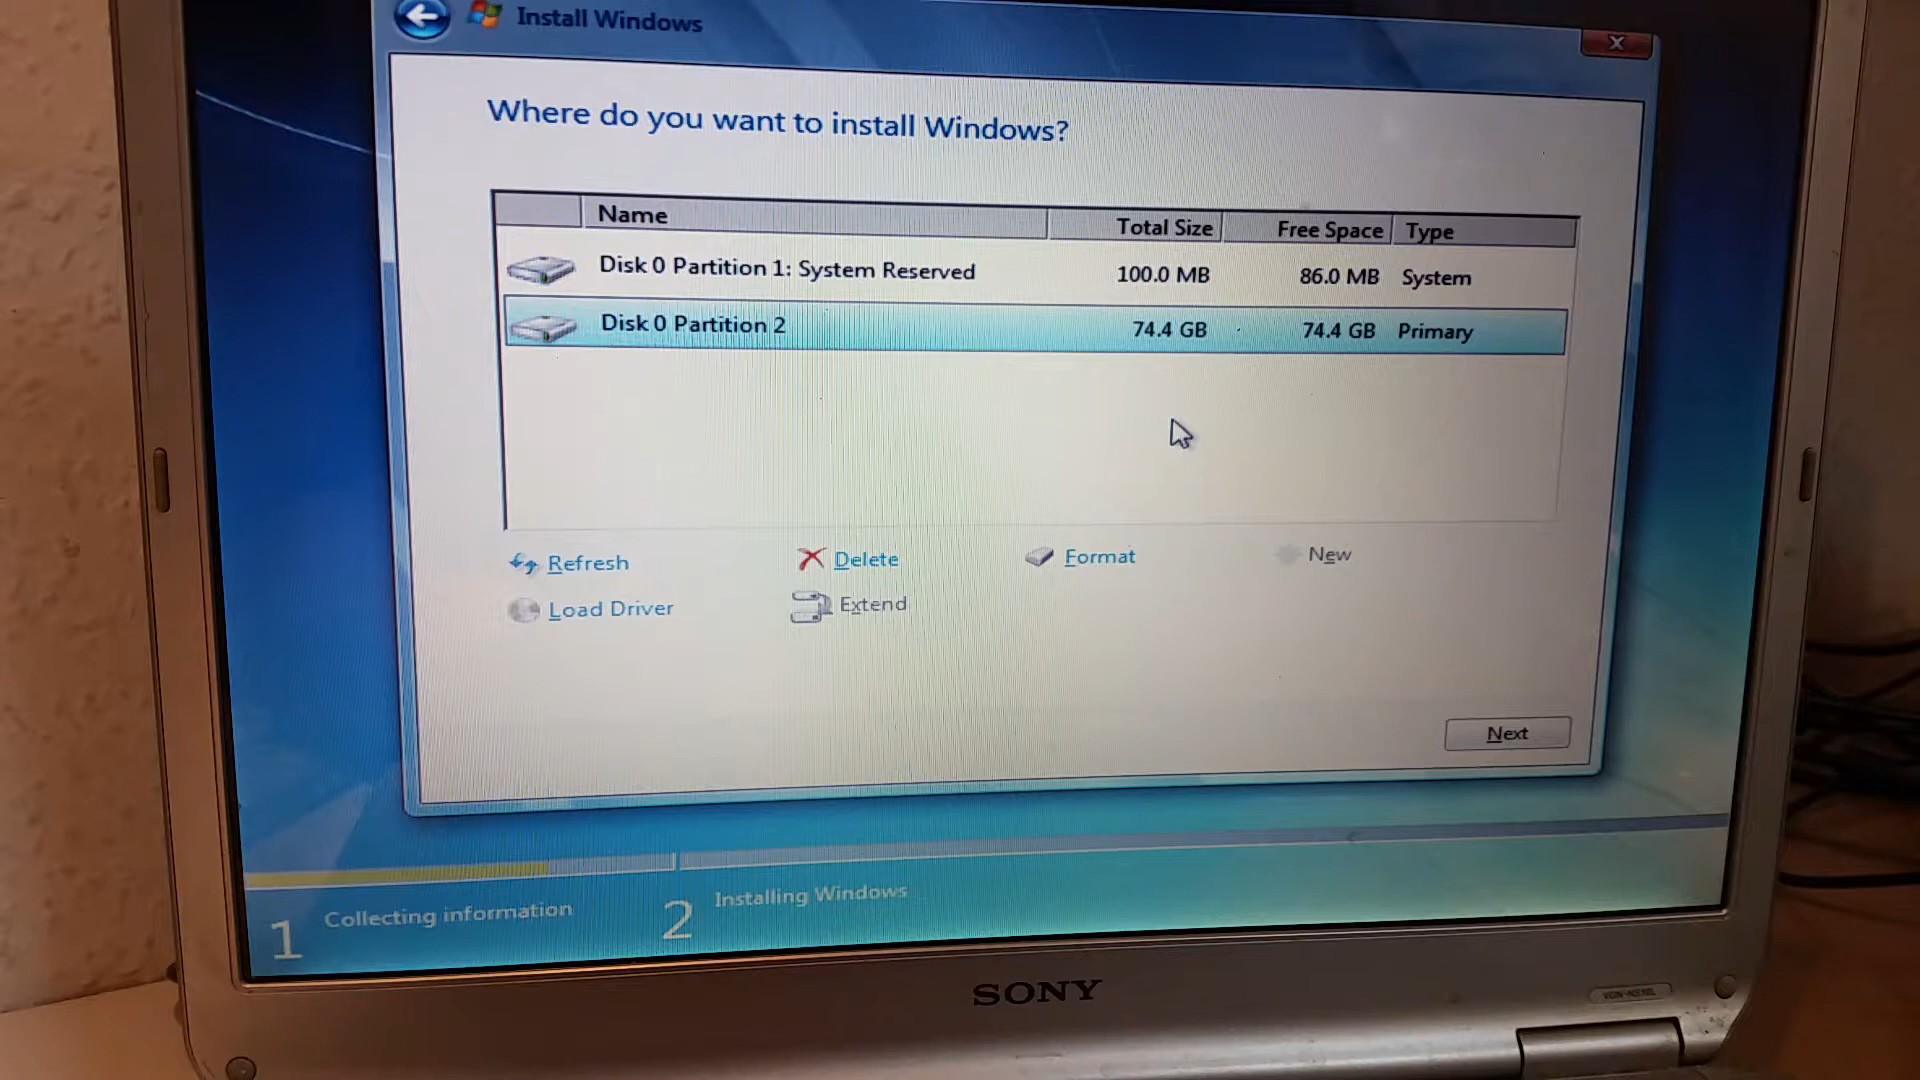 Install Windows
Where do you want to install Windows?
Name Total Size Free Space Type
Disk 0 Partition 1: System Reserved 100.0 MB 86.0 MB System
Disk 0 Partition 2 74.4 GB 74.4 GB Primary
Refresh Delete Format New
Load Driver Extend
Next
1 Collecting information 2 Installing Windows
SONY